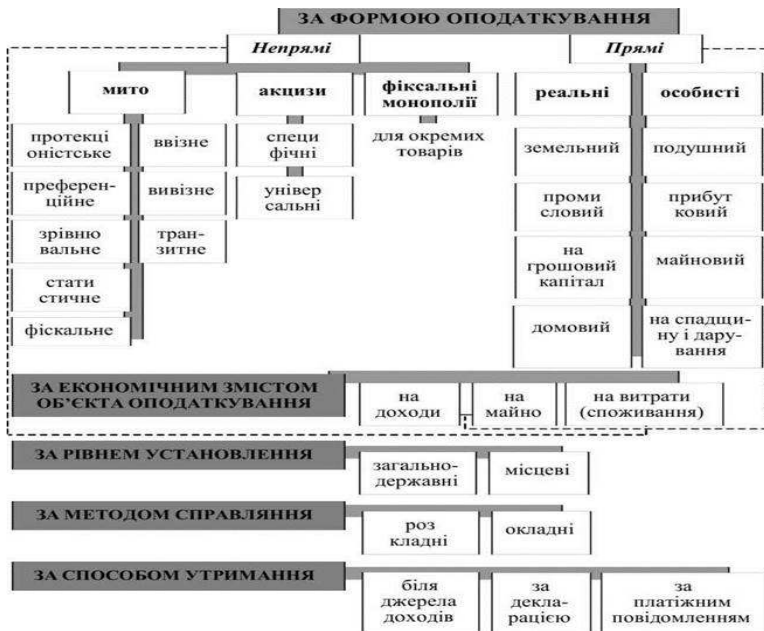 ЗА ФОРМОЮ ОПОДАТКУВАННЯ
Непрямі
Прямі
мито
акцизи
фіксальні
монополії
реальні
особисті
протекці
оністське
ввізне
специ
фічні
для окремих
товарів
земельний
подушний
преферен-
ційне
вивізне
універ
сальні
проми
словий
прибут
ковий
зрівню
вальне
тран-
зитне
на
грошовий
капітал
майновий
стати
стичне
фіскальне
домовий
на спадщи-
ну і дару-
вання
ЗА ЕКОНОМІЧНИМ ЗМІСТОМ
ОБ’ЄКТА ОПОДАТКУВАННЯ
на
доходи
на
майно
на витрати
(споживання)
ЗА РІВНЕМ УСТАНОВЛЕННЯ
загально-
державні
місцеві
ЗА МЕТОДОМ СПРАВЛЯННЯ
роз
кладні
окладні
ЗА СПОСОБОМ УТРИМАННЯ
біля
джерела
доходів
за
декла-
рацією
за
платіжним
повідомленням